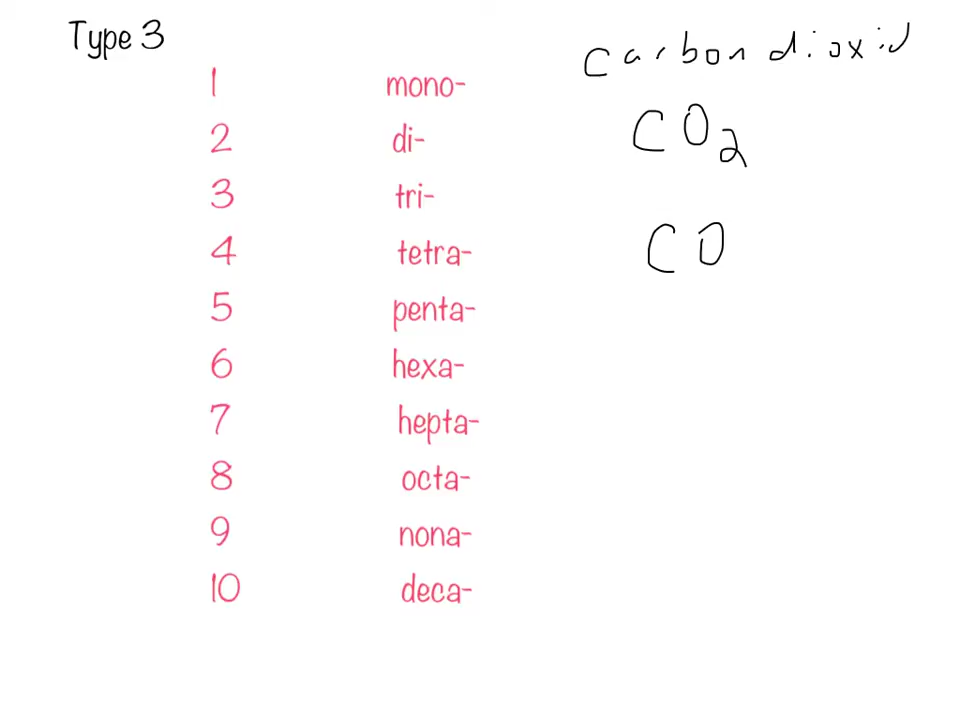 Type 3
carbon dioxid
1 mono-
CO2
2 di-
3 tri-
4 tetra-
CO
5 penta-
6 hexa-
7 hepta-
8 octa-
9 nona-
10 deca-